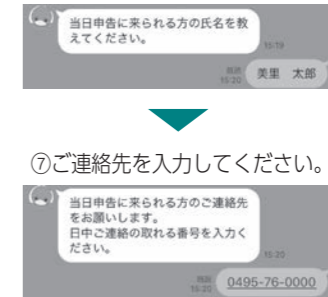 当日申告に来られる方の氏名を教
えてください。
15:19
既読
15:20
美里 太郎
⑦ご連絡先を入力してください。
当日申告に来られる方のご連絡先
をお願いします。
日中ご連絡の取れる番号を入力く
ださい。
15:20
既読
15:20
0495-76-0000